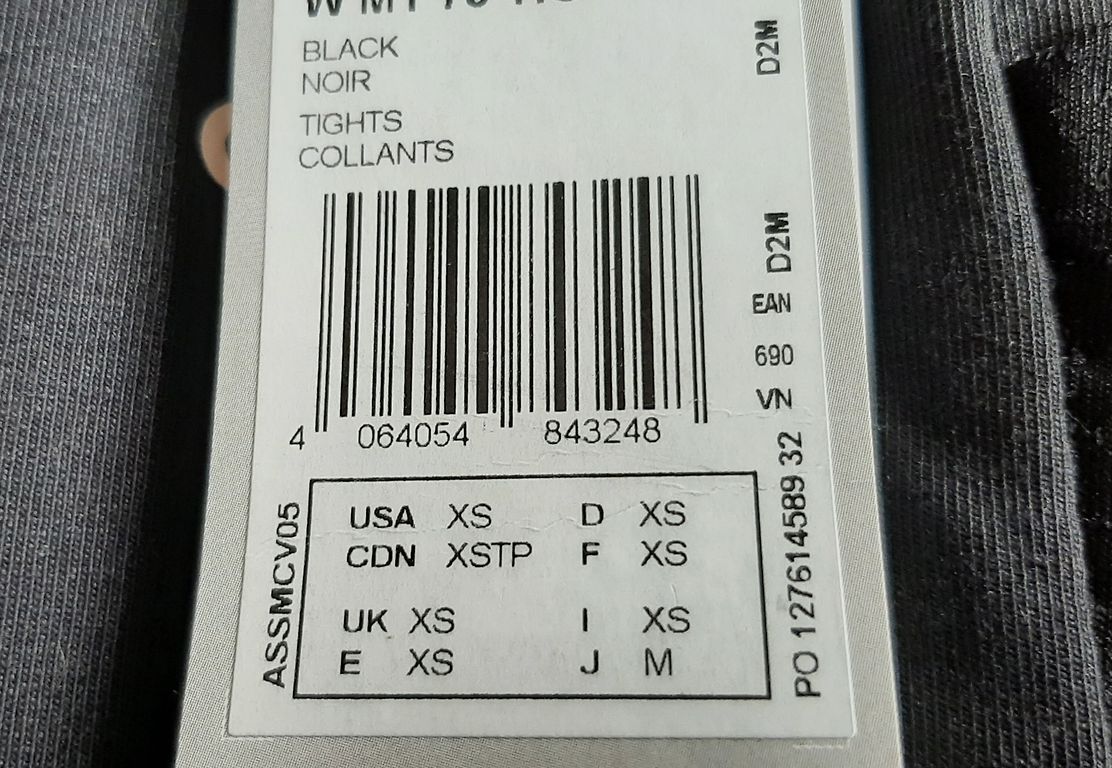 BLACK
NOIR
TIGHTS
COLLANTS
4 064054 843248
USA XS D XS
CDN XSTP F XS
UK XS I XS
E XS J M
ASSMCV05
D2M
D2M
EAN
690
VN
PO 127614589 32